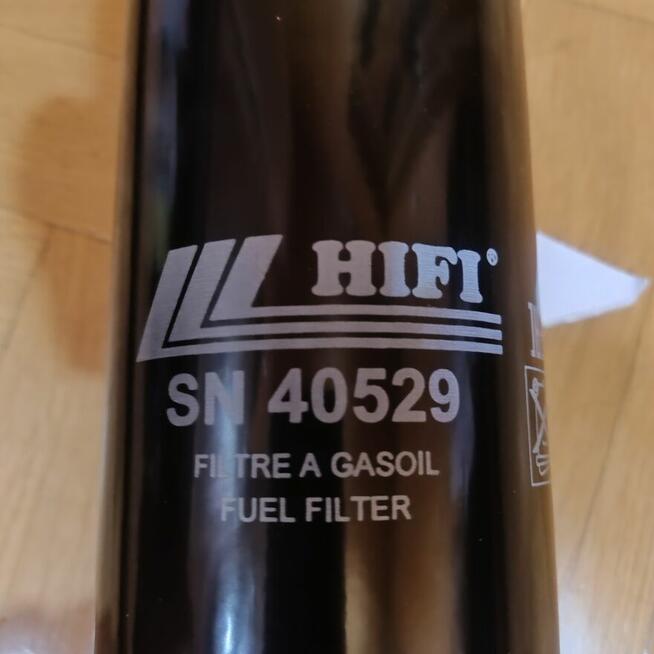 HIFI®
SN 40529
FILTRE A GASOIL
FUEL FILTER